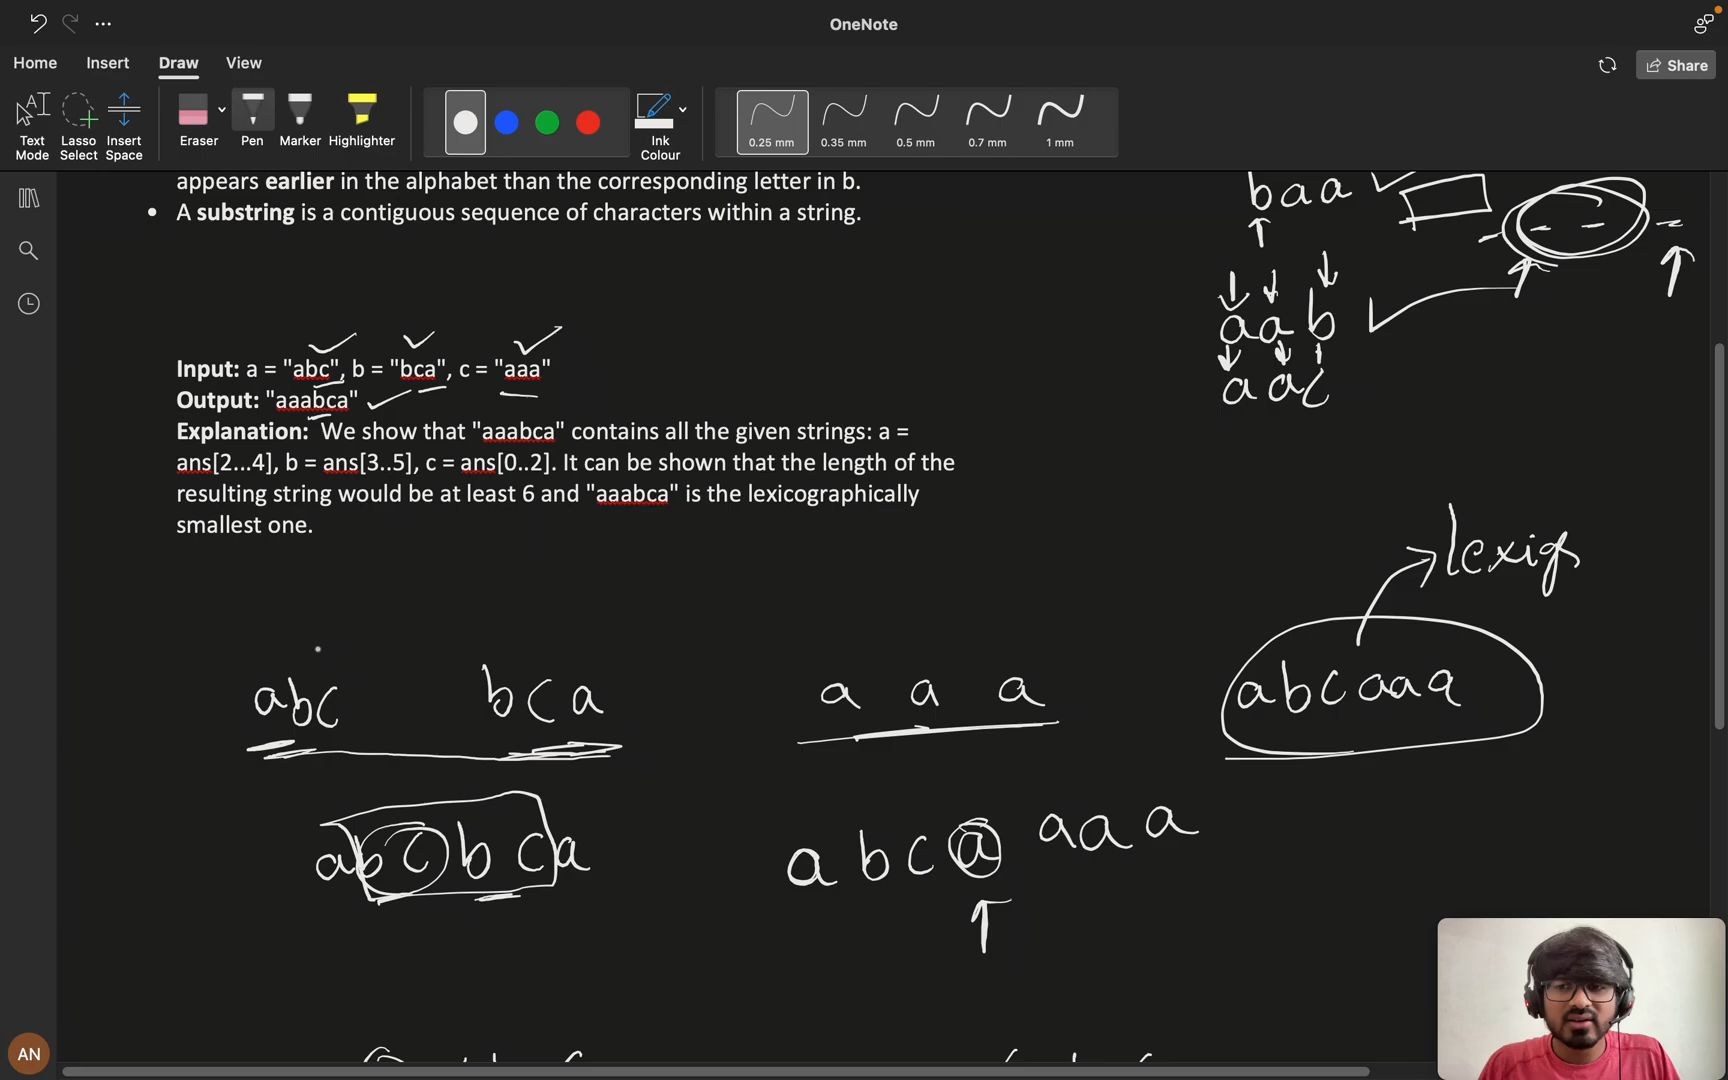 OneNote
Home Insert Draw View
Share
Text Mode
Lasso Select
Insert Space
Eraser
Pen
Marker
Highlighter
Ink Colour
0.25 mm
0.35 mm
0.5 mm
0.7 mm
1 mm
appears earlier in the alphabet than the corresponding letter in b.
• A substring is a contiguous sequence of characters within a string.
baa
aab
aac
Input: a = "abc", b = "bca", c = "aaa"
Output: "aaabca"
Explanation: We show that "aaabca" contains all the given strings: a =
ans[2...4], b = ans[3..5], c = ans[0..2]. It can be shown that the length of the
resulting string would be at least 6 and "aaabca" is the lexicographically
smallest one.
abc bca a a a abcaaa
abcbca abca aaa
AN